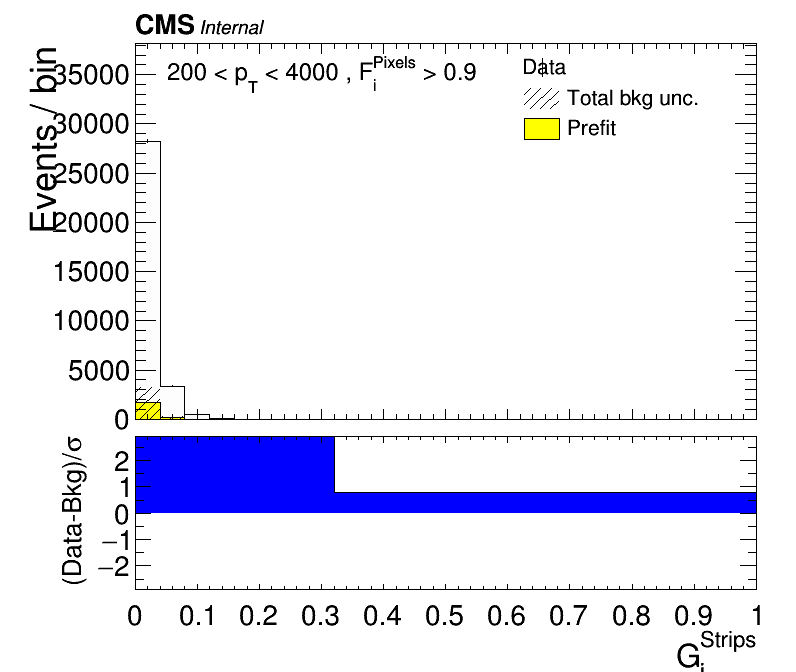 CMS Internal
200 < p_T < 4000 , F_i^Pixels > 0.9
Data
Total bkg unc.
Prefit
Events / bin
35000
30000
25000
20000
15000
10000
5000
0
(Data-Bkg)/σ
2
1
0
−1
−2
0 0.1 0.2 0.3 0.4 0.5 0.6 0.7 0.8 0.9 1
G_i^Strips